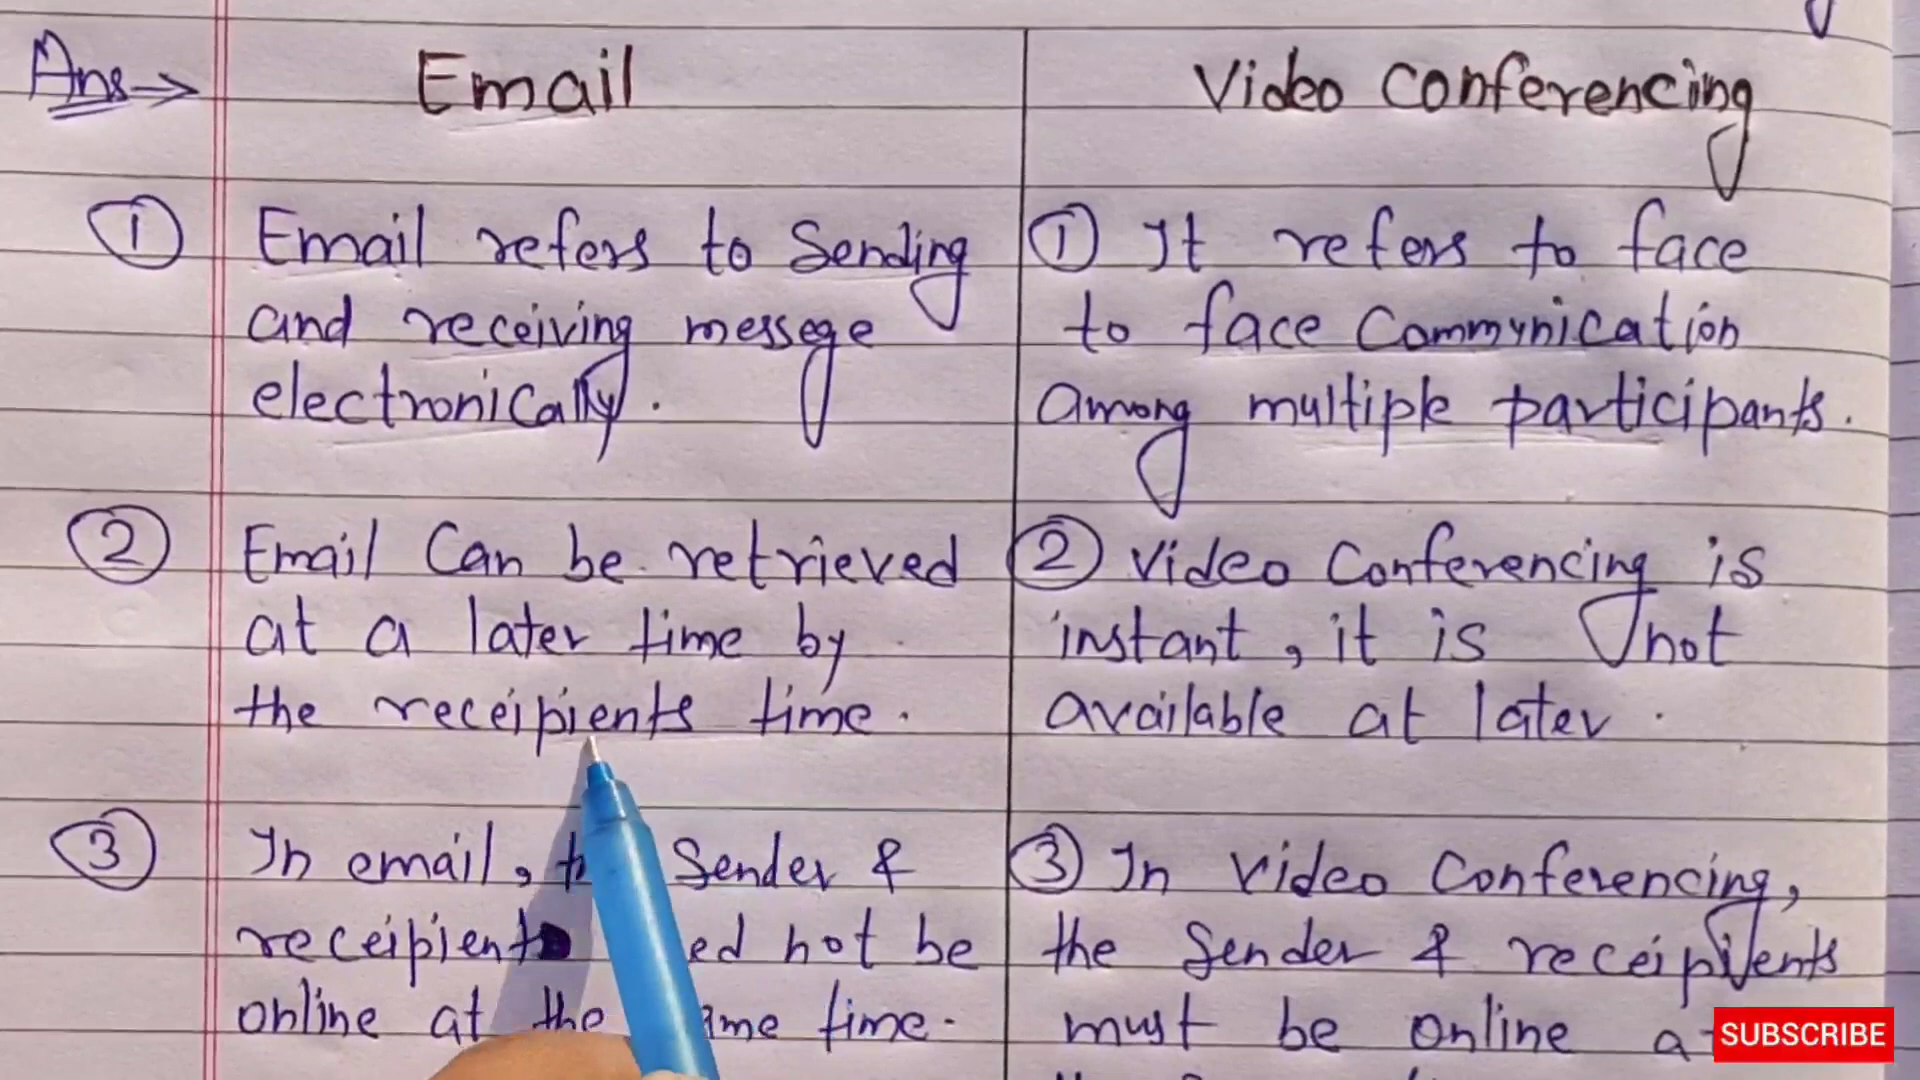 Ans→ Email
Video Conferencing
① Email refers to Sending
and receiving messege
electronically.
① It refers to face
to face Communication
among multiple participants.
② Email Can be retrieved
at a later time by
the receipients time.
② Video Conferencing is
instant, it is not
available at later.
③ In email, Sender &
receipient not be
online at the time.
③ In Video Conferencing,
the Sender & receipients
must be online
SUBSCRIBE